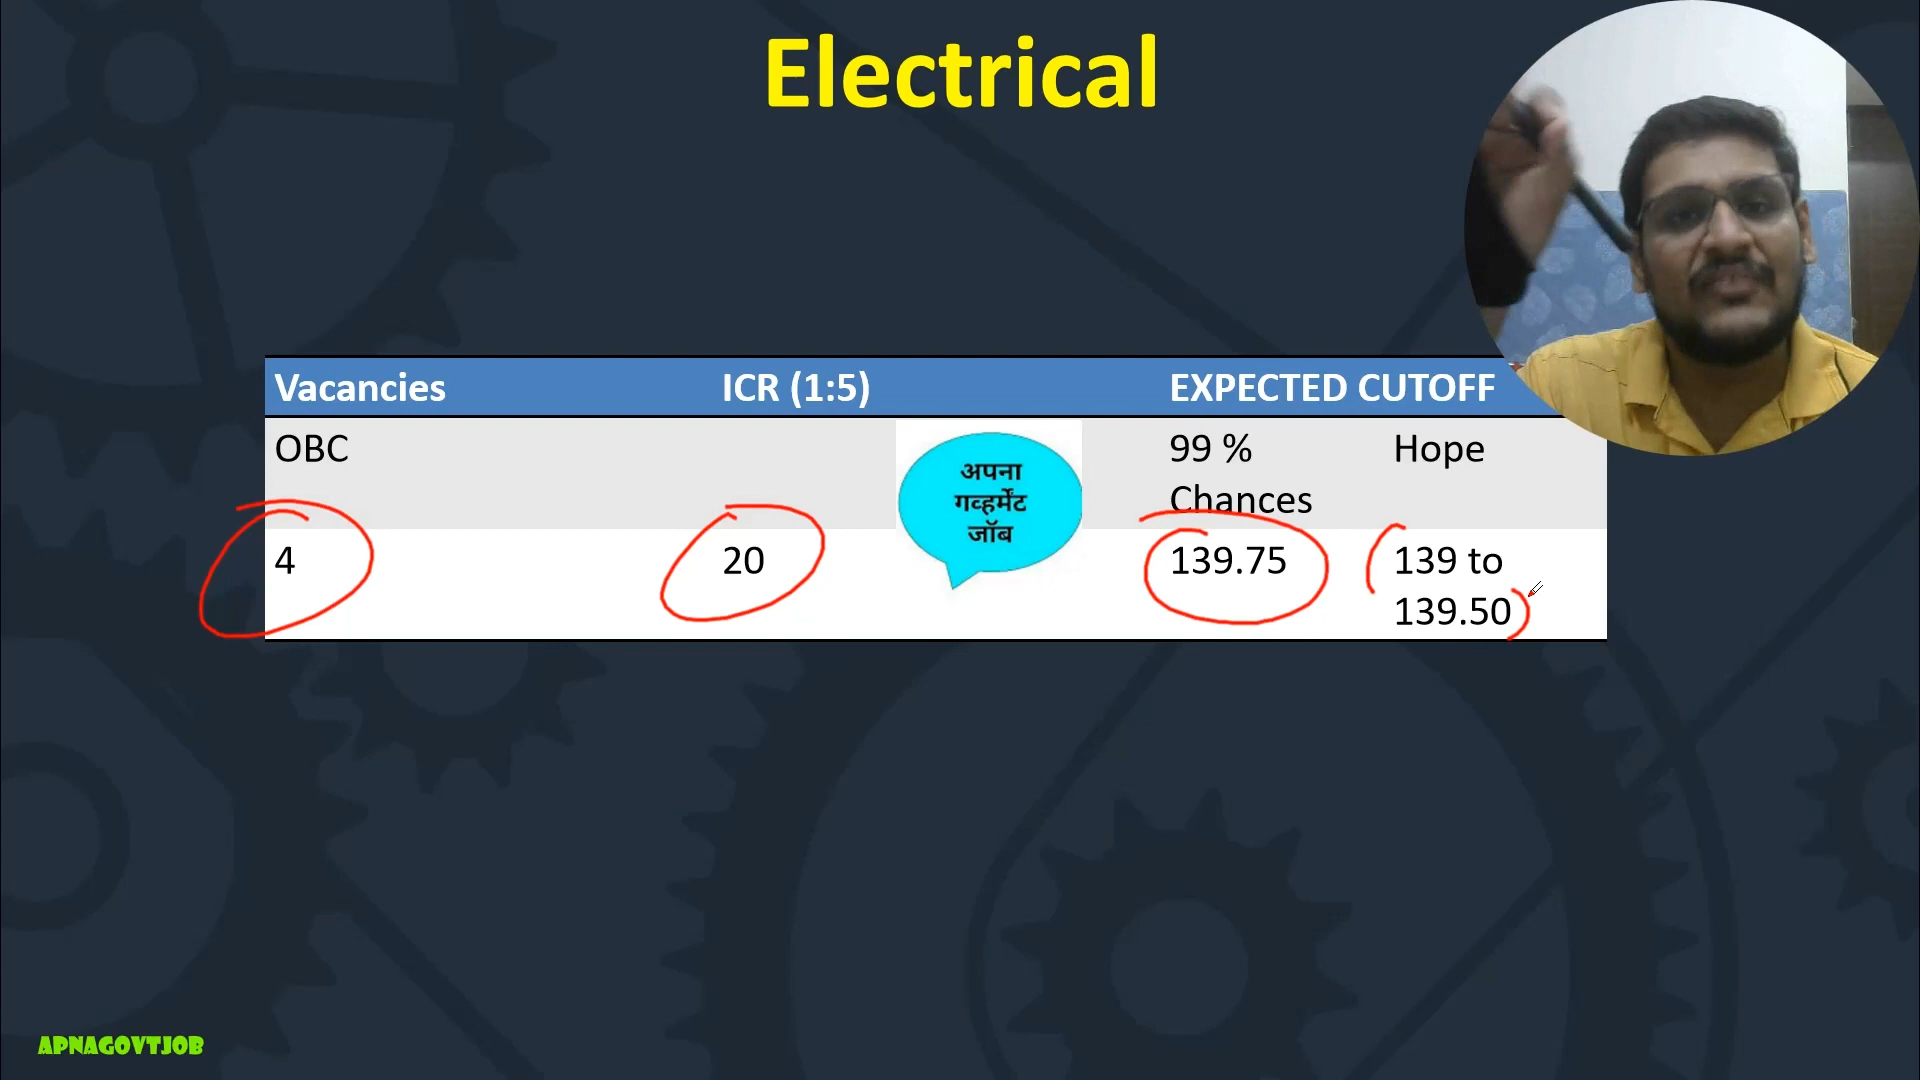 Electrical
Vacancies ICR (1:5) EXPECTED CUTOFF
OBC 99 % Hope
Chances
अपना
गव्हर्मेंट
जॉब
4 20 139.75 139 to
139.50
APNAGOVTJOB